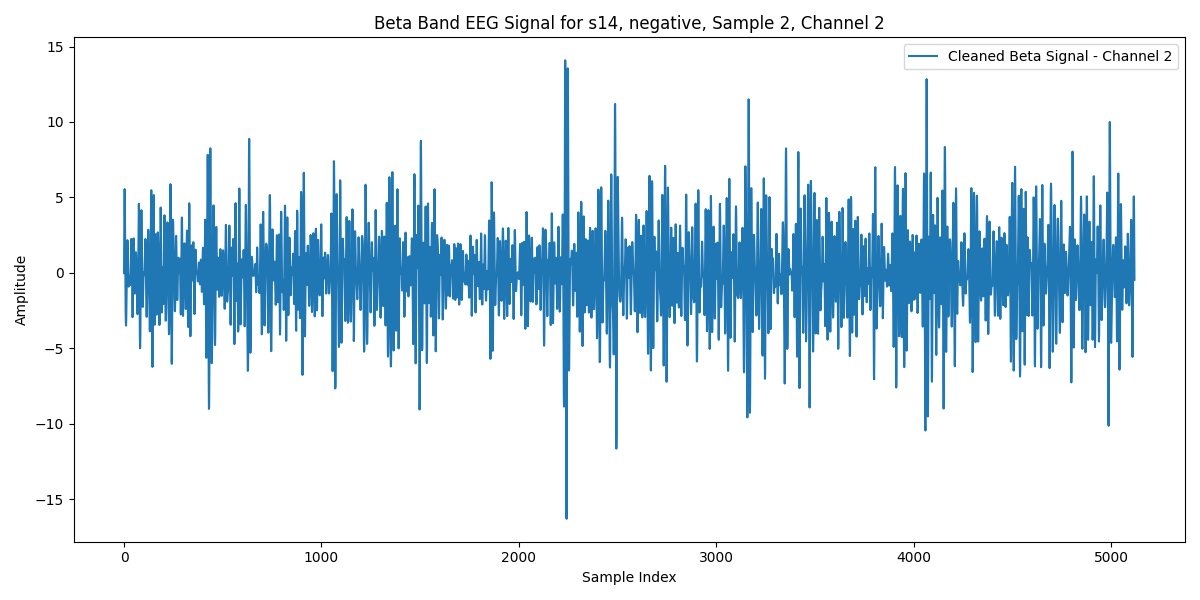 Beta Band EEG Signal for s14, negative, Sample 2, Channel 2
Cleaned Beta Signal - Channel 2
Amplitude
15
10
5
0
−5
−10
−15
0 1000 2000 3000 4000 5000
Sample Index